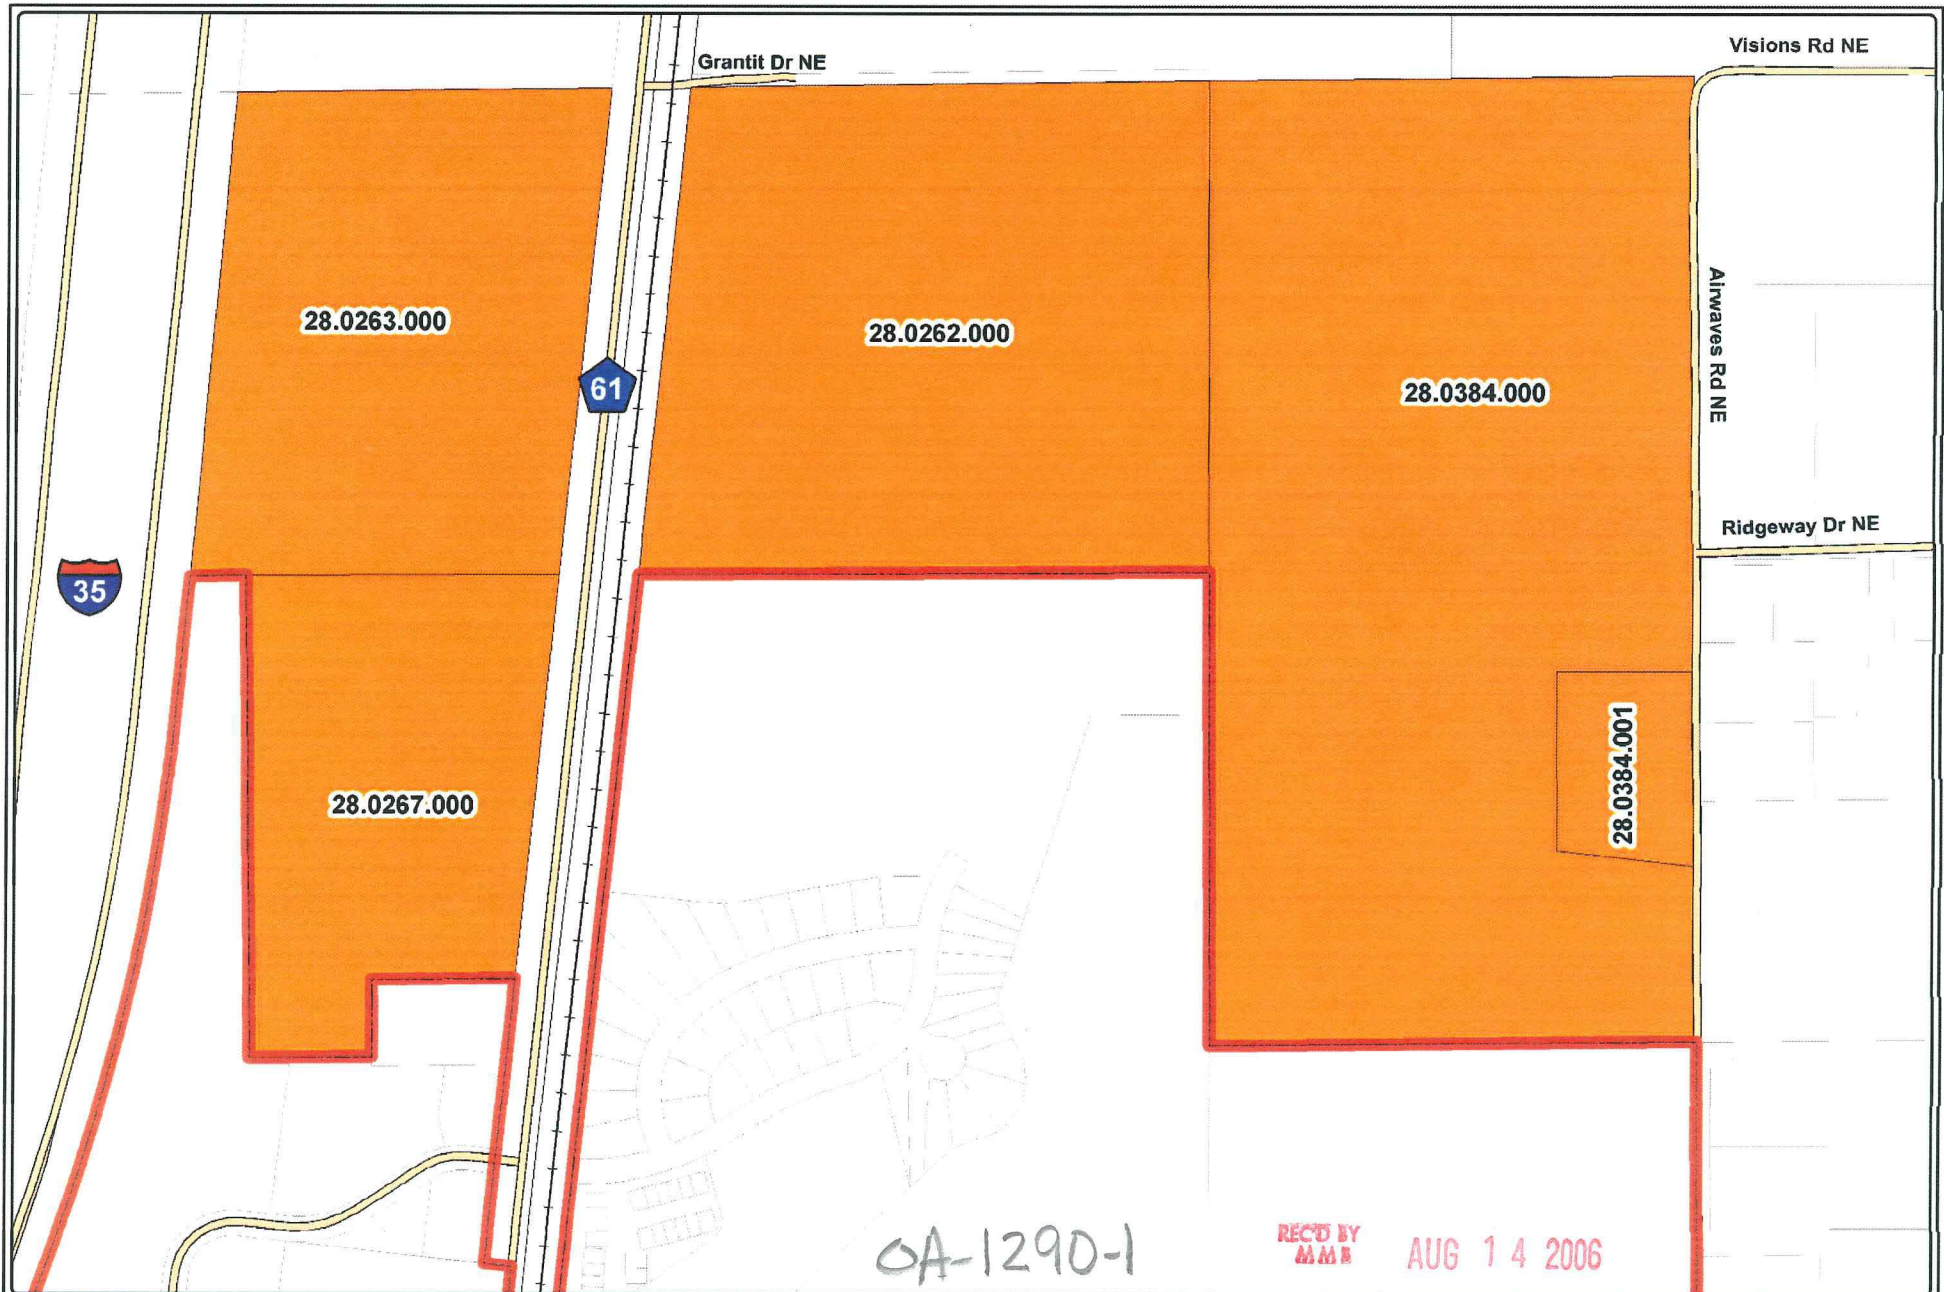 Visions Rd NE
Grantit Dr NE
28.0263.000
28.0262.000
28.0384.000
Airwaves Rd NE
61
Ridgeway Dr NE
35
28.0384.001
28.0267.000
OA-1290-1
REC'D BY
MMB
AUG 14 2006